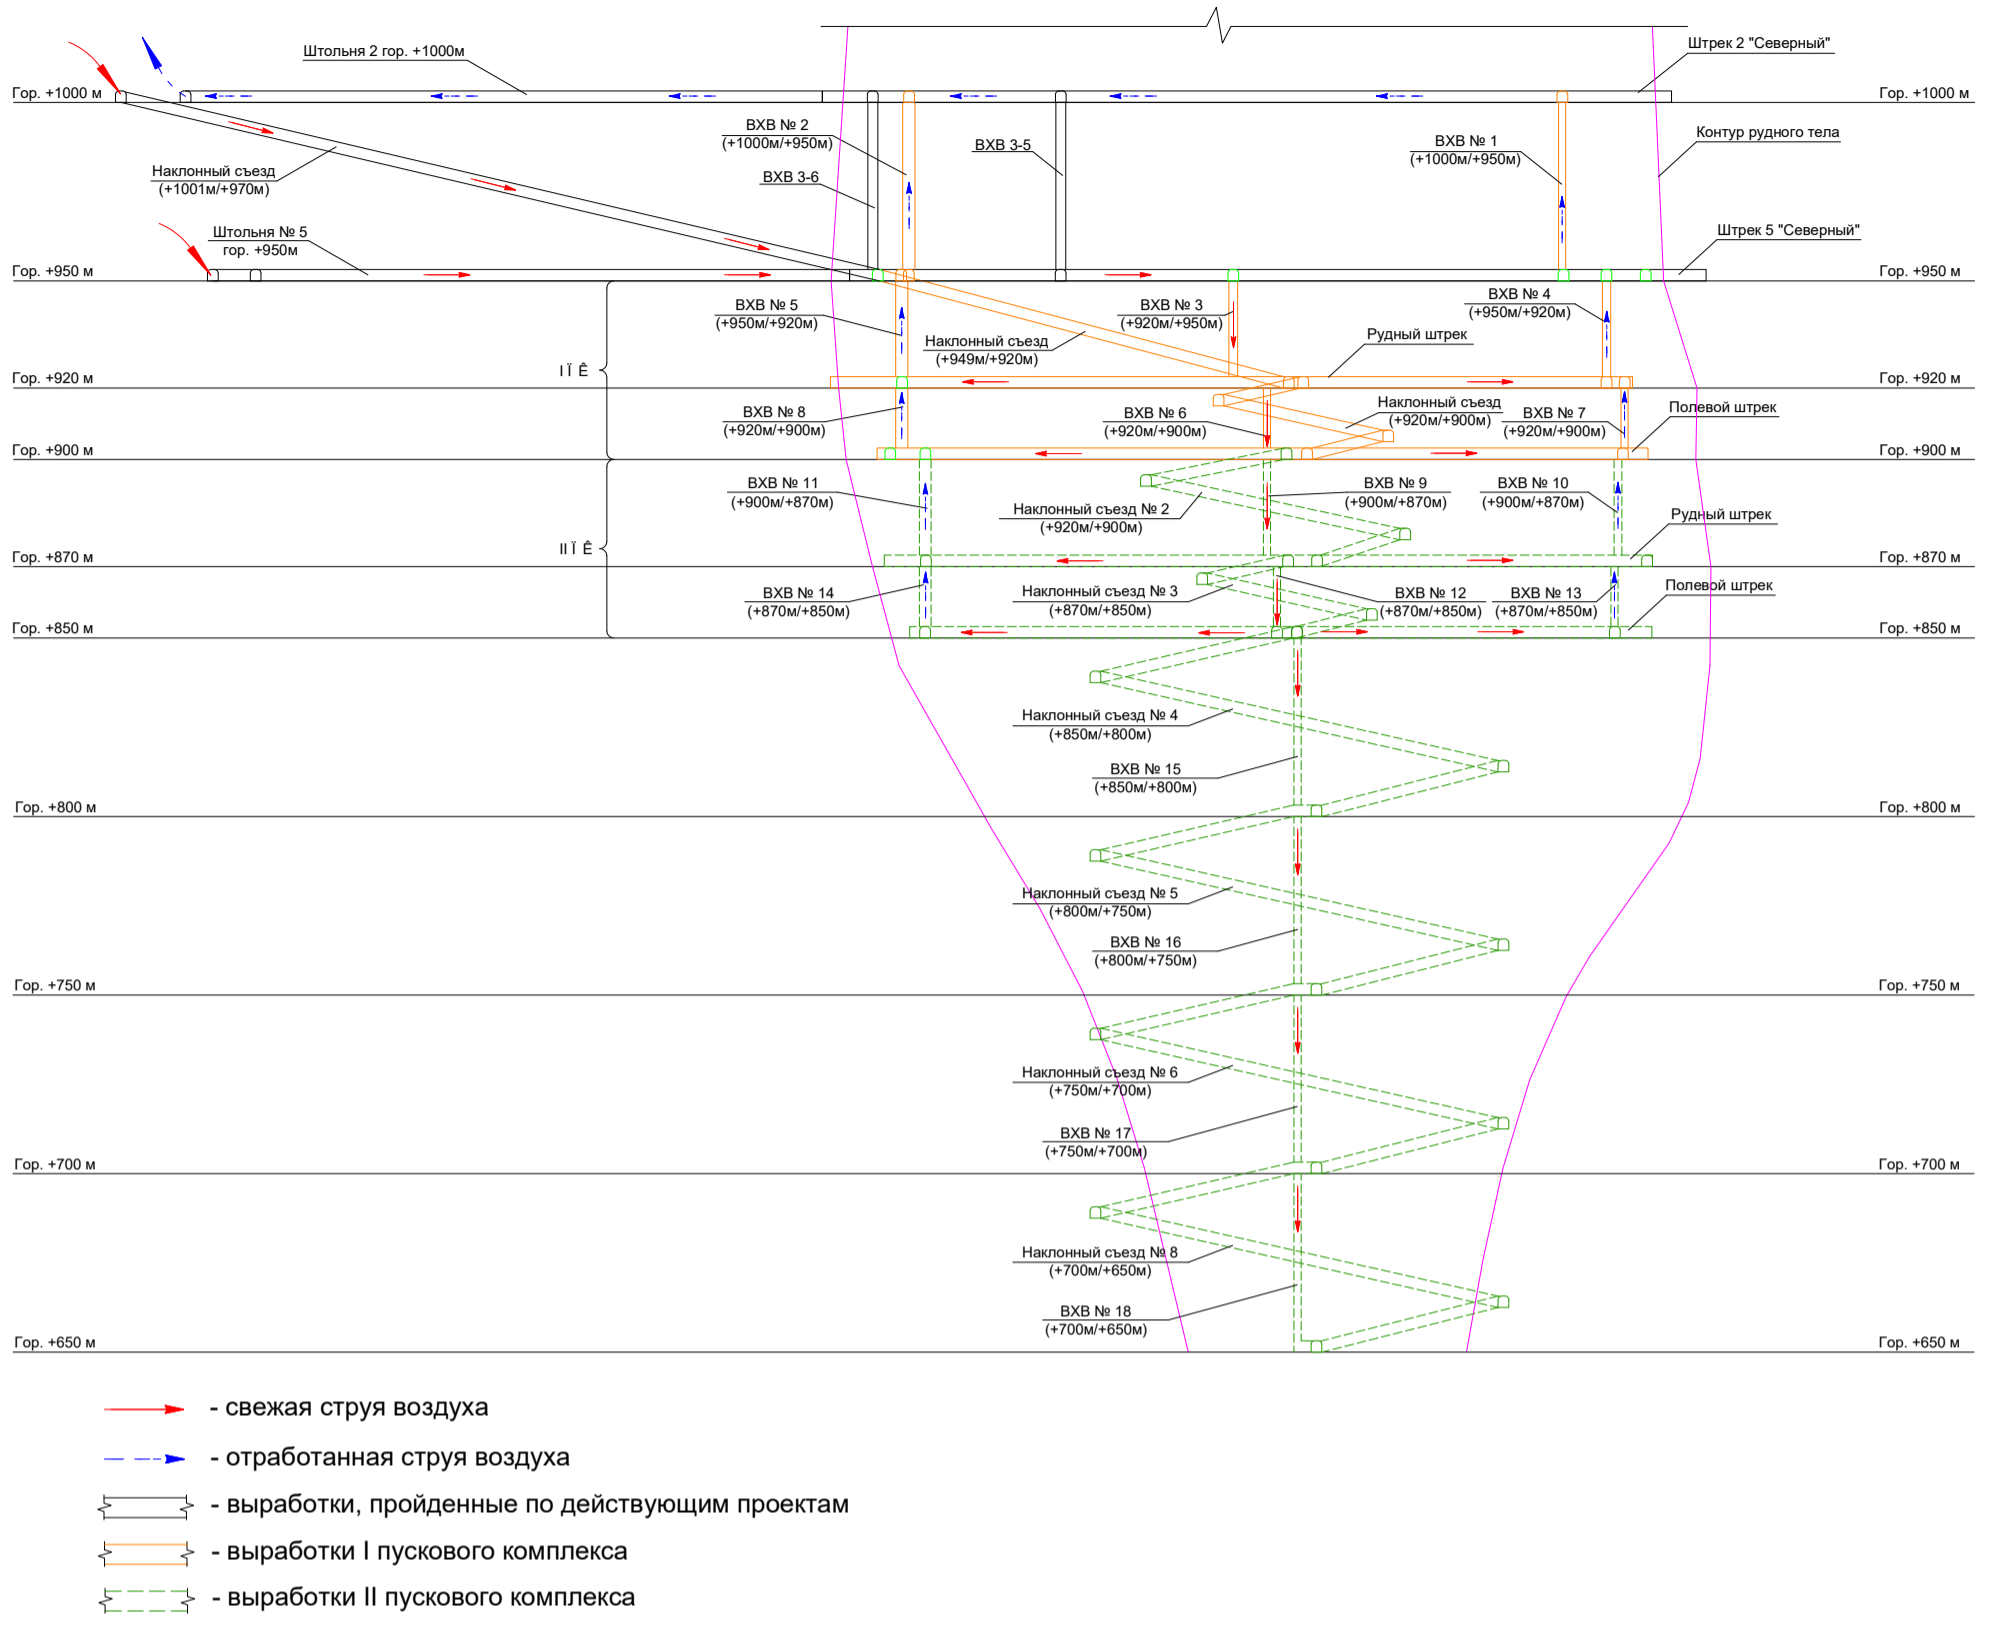 Штольня 2 гор. +1000м
Штрек 2 "Северный"
Гор. +1000 м
Гор. +1000 м
ВХВ № 2
(+1000м/+950м)
ВХВ 3-5
ВХВ № 1
(+1000м/+950м)
Контур рудного тела
Наклонный съезд
(+1001м/+970м)
ВХВ 3-6
Штольня № 5
гор. +950м
Штрек 5 "Северный"
Гор. +950 м
Гор. +950 м
ВХВ № 5
(+950м/+920м)
ВХВ № 3
(+920м/+950м)
ВХВ № 4
(+950м/+920м)
Наклонный съезд
(+949м/+920м)
Рудный штрек
I Ï Ê
Гор. +920 м
Гор. +920 м
ВХВ № 8
(+920м/+900м)
ВХВ № 6
(+920м/+900м)
Наклонный съезд
(+920м/+900м)
ВХВ № 7
(+920м/+900м)
Полевой штрек
Гор. +900 м
Гор. +900 м
ВХВ № 11
(+900м/+870м)
Наклонный съезд № 2
(+920м/+900м)
ВХВ № 9
(+900м/+870м)
ВХВ № 10
(+900м/+870м)
Рудный штрек
II Ï Ê
Гор. +870 м
Гор. +870 м
ВХВ № 14
(+870м/+850м)
Наклонный съезд № 3
(+870м/+850м)
ВХВ № 12
(+870м/+850м)
ВХВ № 13
(+870м/+850м)
Полевой штрек
Гор. +850 м
Гор. +850 м
Наклонный съезд № 4
(+850м/+800м)
ВХВ № 15
(+850м/+800м)
Гор. +800 м
Гор. +800 м
Наклонный съезд № 5
(+800м/+750м)
ВХВ № 16
(+800м/+750м)
Гор. +750 м
Гор. +750 м
Наклонный съезд № 6
(+750м/+700м)
ВХВ № 17
(+750м/+700м)
Гор. +700 м
Гор. +700 м
Наклонный съезд № 8
(+700м/+650м)
ВХВ № 18
(+700м/+650м)
Гор. +650 м
Гор. +650 м
- свежая струя воздуха
- отработанная струя воздуха
- выработки, пройденные по действующим проектам
- выработки I пускового комплекса
- выработки II пускового комплекса